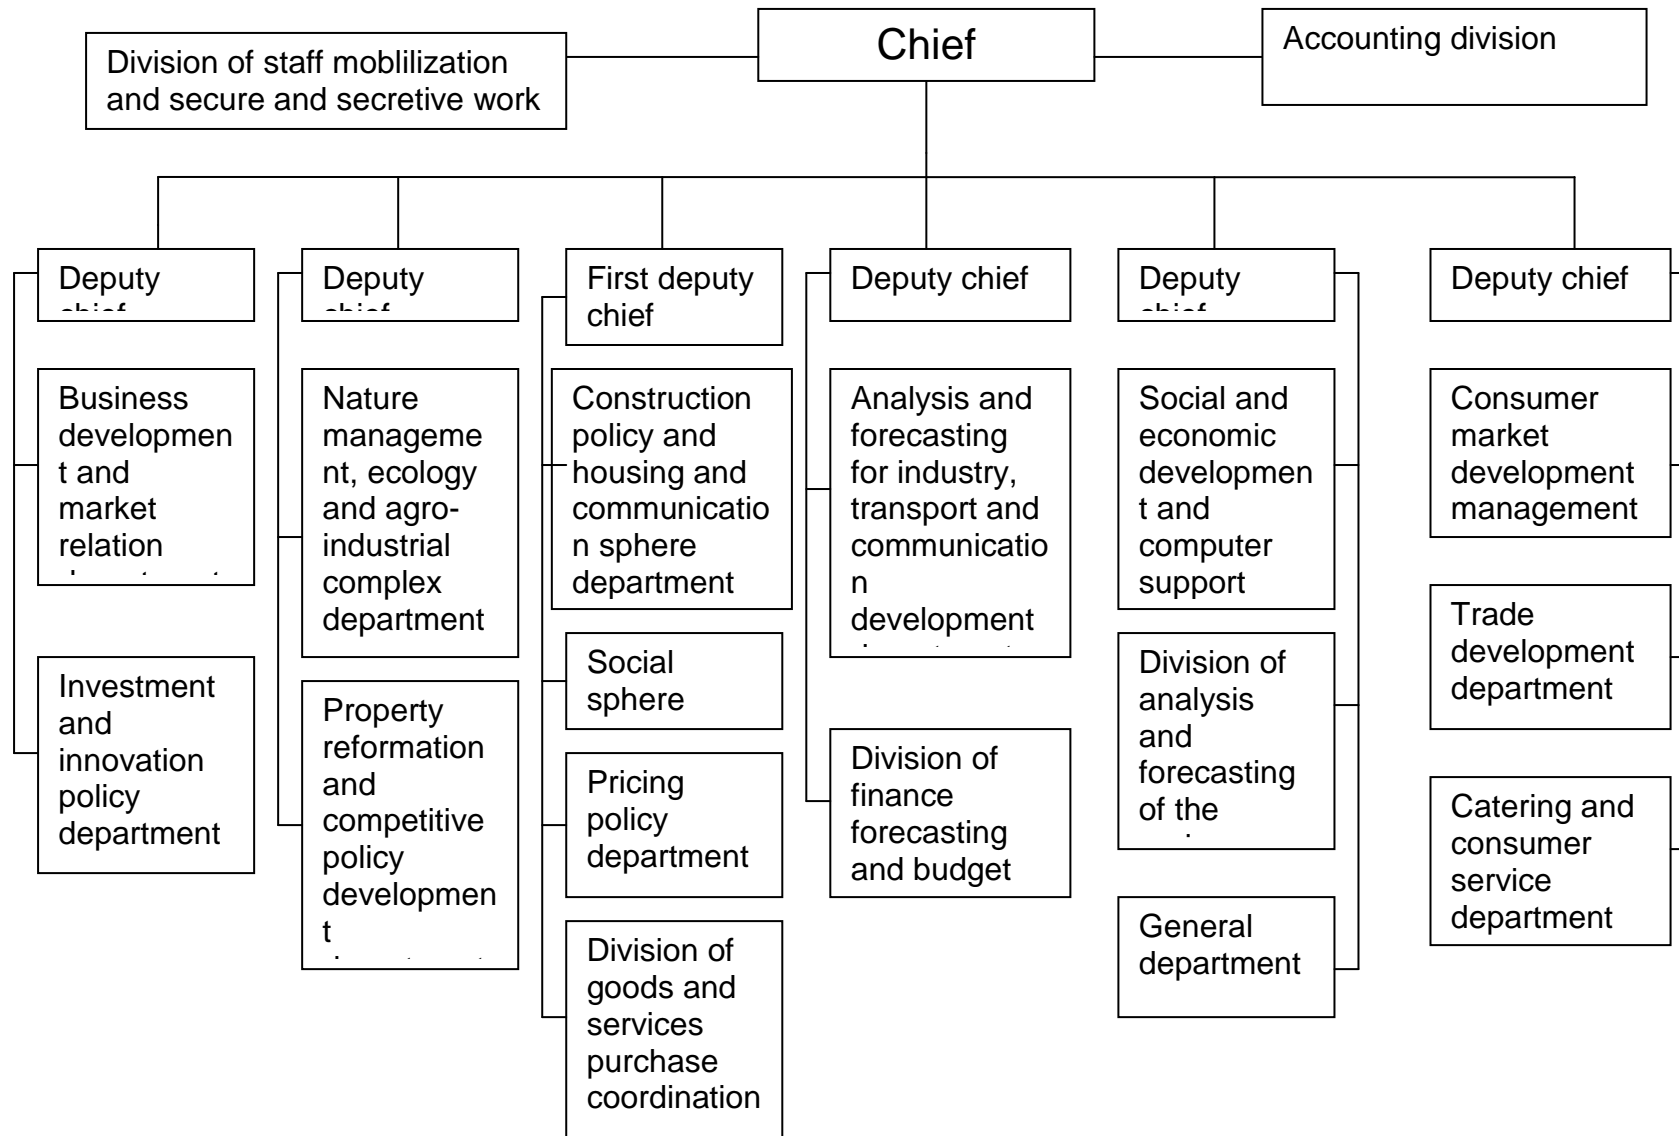 Chief
Division of staff moblilization
and secure and secretive work
Accounting division
Deputy
chief
Deputy
chief
First deputy
chief
Deputy chief
Deputy
chief
Deputy chief
Business
developmen
t and
market
relation
Investment
and
innovation
policy
department
Nature
manageme
nt, ecology
and agro-
industrial
complex
department
Property
reformation
and
competitive
policy
developmen
t
Construction
policy and
housing and
communicatio
n sphere
department
Social
sphere
Pricing
policy
department
Division of
goods and
services
purchase
coordination
Analysis and
forecasting
for industry,
transport and
communicatio
n
development
Division of
finance
forecasting
and budget
Social and
economic
developmen
t and
computer
support
Division of
analysis
and
forecasting
of the
General
department
Consumer
market
development
management
Trade
development
department
Catering and
consumer
service
department